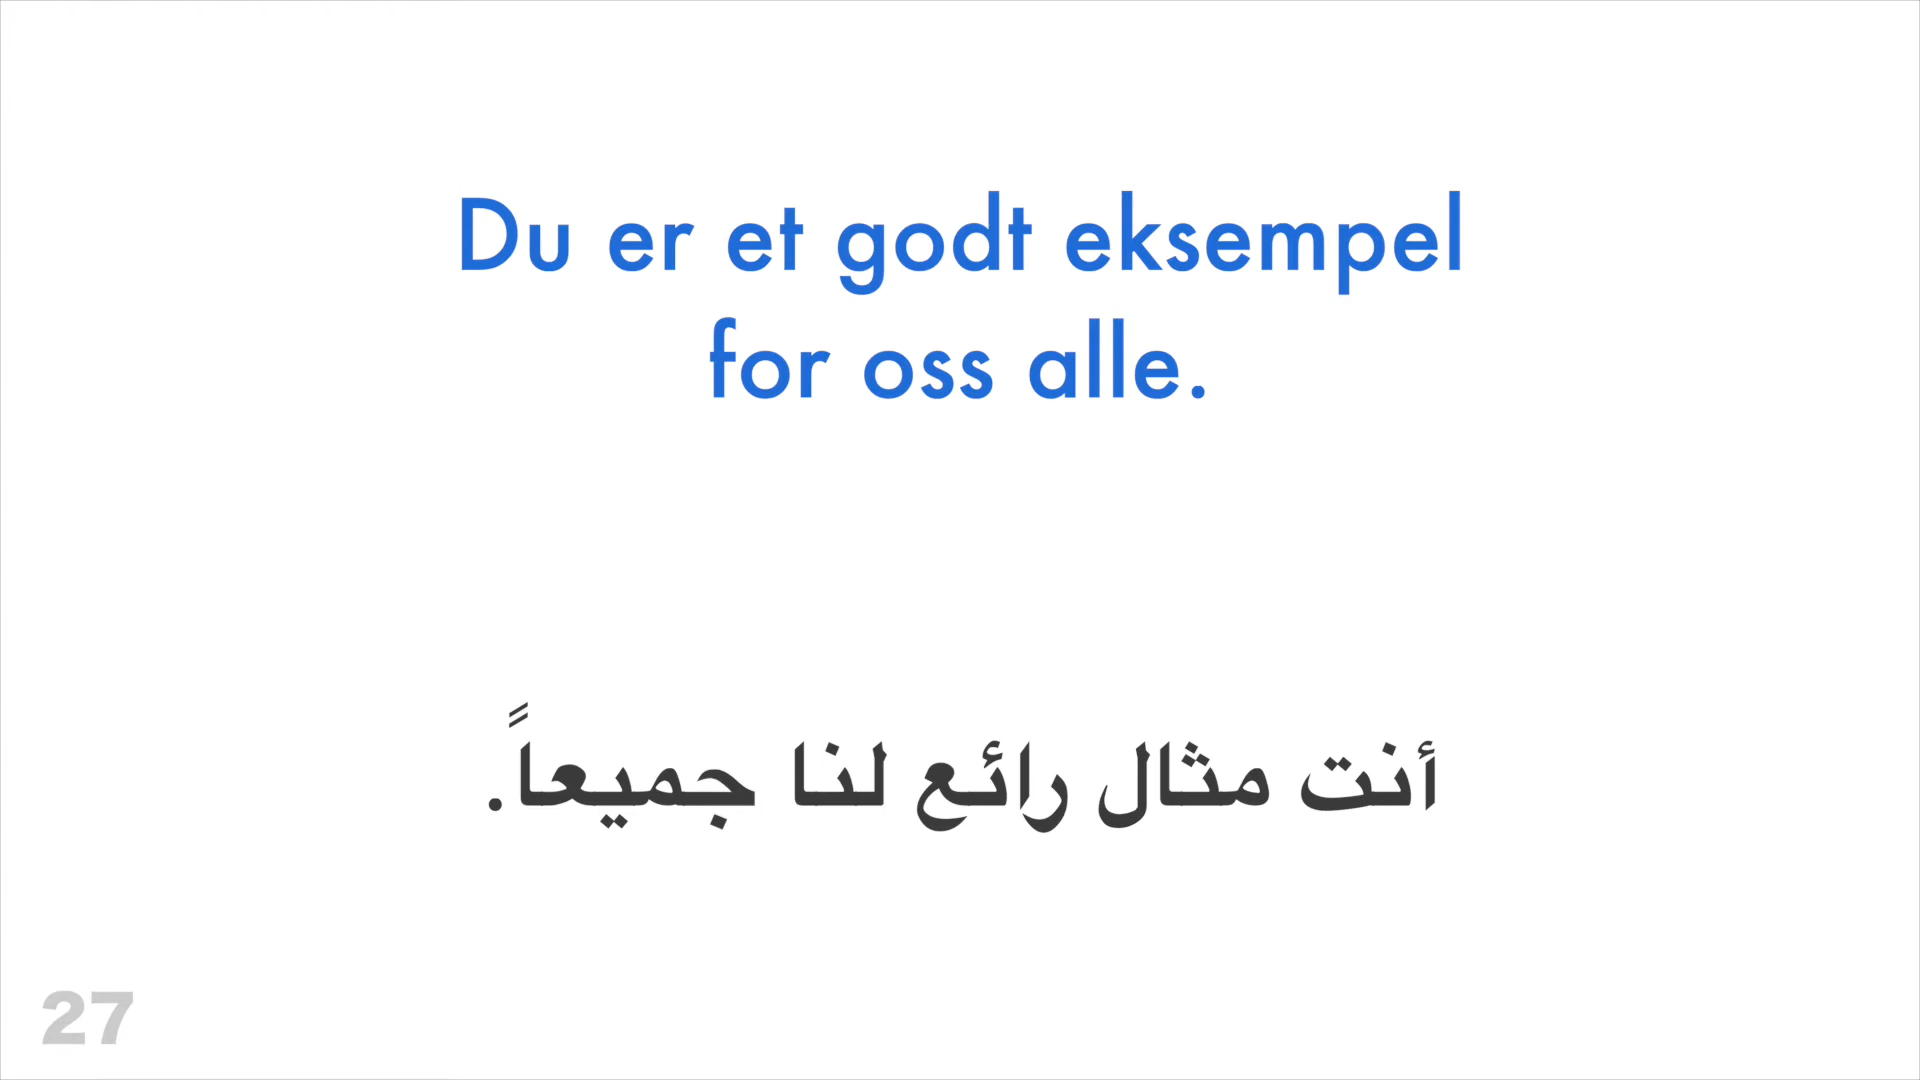 Du er et godt eksempel
for oss alle.
أنت مثال رائع لنا جميعاً.
27